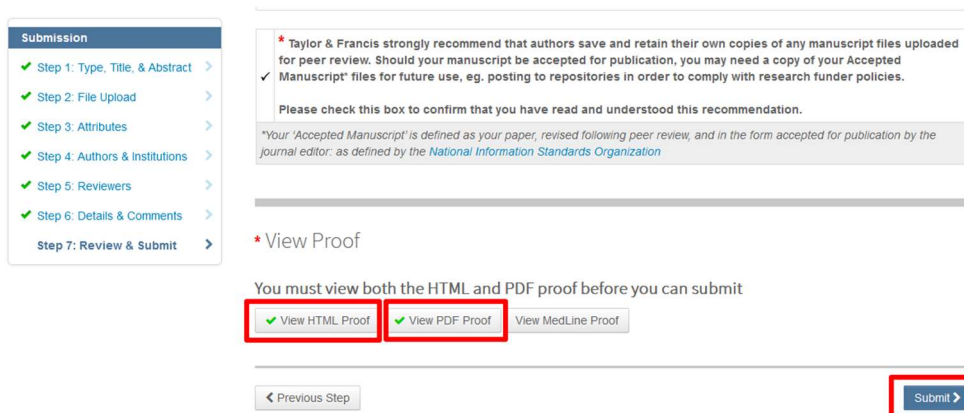 Submission
Step 1: Type, Title, & Abstract
Step 2: File Upload
Step 3: Attributes
Step 4: Authors & Institutions
Step 5: Reviewers
Step 6: Details & Comments
Step 7: Review & Submit
* Taylor & Francis strongly recommend that authors save and retain their own copies of any manuscript files uploaded
for peer review. Should your manuscript be accepted for publication, you may need a copy of your Accepted
Manuscript* files for future use, eg. posting to repositories in order to comply with research funder policies.
Please check this box to confirm that you have read and understood this recommendation.
*Your 'Accepted Manuscript' is defined as your paper, revised following peer review, and in the form accepted for publication by the
journal editor: as defined by the National Information Standards Organization
* View Proof
You must view both the HTML and PDF proof before you can submit
View HTML Proof View PDF Proof View MedLine Proof
Previous Step Submit